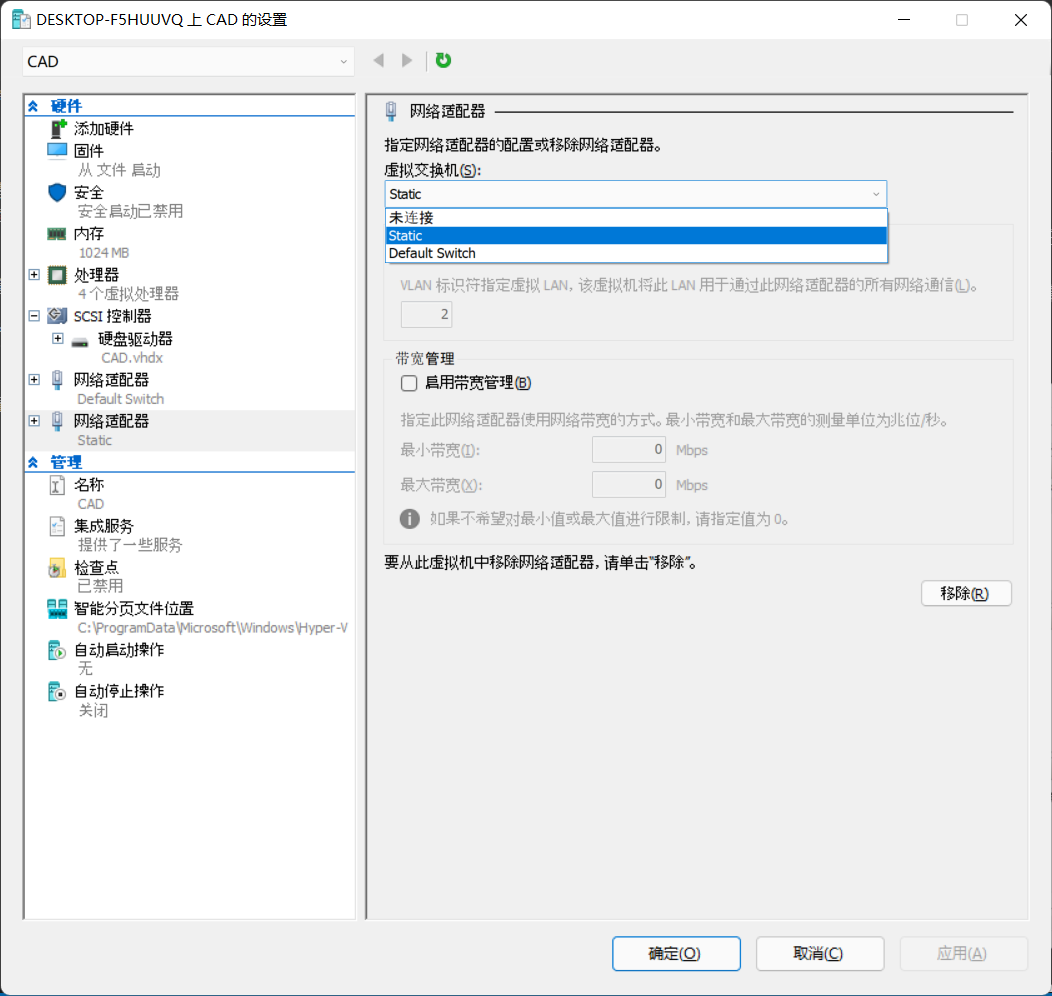 DESKTOP-F5HUUVQ 上 CAD 的设置
CAD
硬件
添加硬件
固件
从 文件 启动
安全
安全启动已禁用
内存
1024 MB
处理器
4 个虚拟处理器
SCSI 控制器
硬盘驱动器
CAD.vhdx
网络适配器
Default Switch
网络适配器
Static
管理
名称
CAD
集成服务
提供了一些服务
检查点
已禁用
智能分页文件位置
C:\ProgramData\Microsoft\Windows\Hyper-V
自动启动操作
无
自动停止操作
关闭
网络适配器
指定网络适配器的配置或移除网络适配器。
虚拟交换机(S):
Static
未连接
Static
Default Switch
VLAN 标识符指定虚拟 LAN，该虚拟机将此 LAN 用于通过此网络适配器的所有网络通信(L)。
2
带宽管理
启用带宽管理(B)
指定此网络适配器使用网络带宽的方式。最小带宽和最大带宽的测量单位为兆位/秒。
最小带宽(I): 0 Mbps
最大带宽(X): 0 Mbps
如果不希望对最小值或最大值进行限制，请指定值为 0。
要从此虚拟机中移除网络适配器，请单击“移除”。
移除(R)
确定(O) 取消(C) 应用(A)